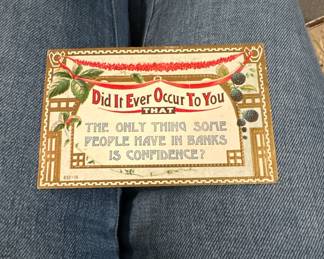 Did It Ever Occur To You
THAT
THE ONLY THING SOME
PEOPLE HAVE IN BANKS
IS CONFIDENCE?